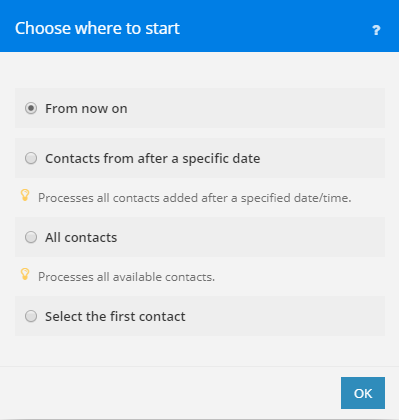 Choose where to start ?
From now on
Contacts from after a specific date
Processes all contacts added after a specified date/time.
All contacts
Processes all available contacts.
Select the first contact
OK